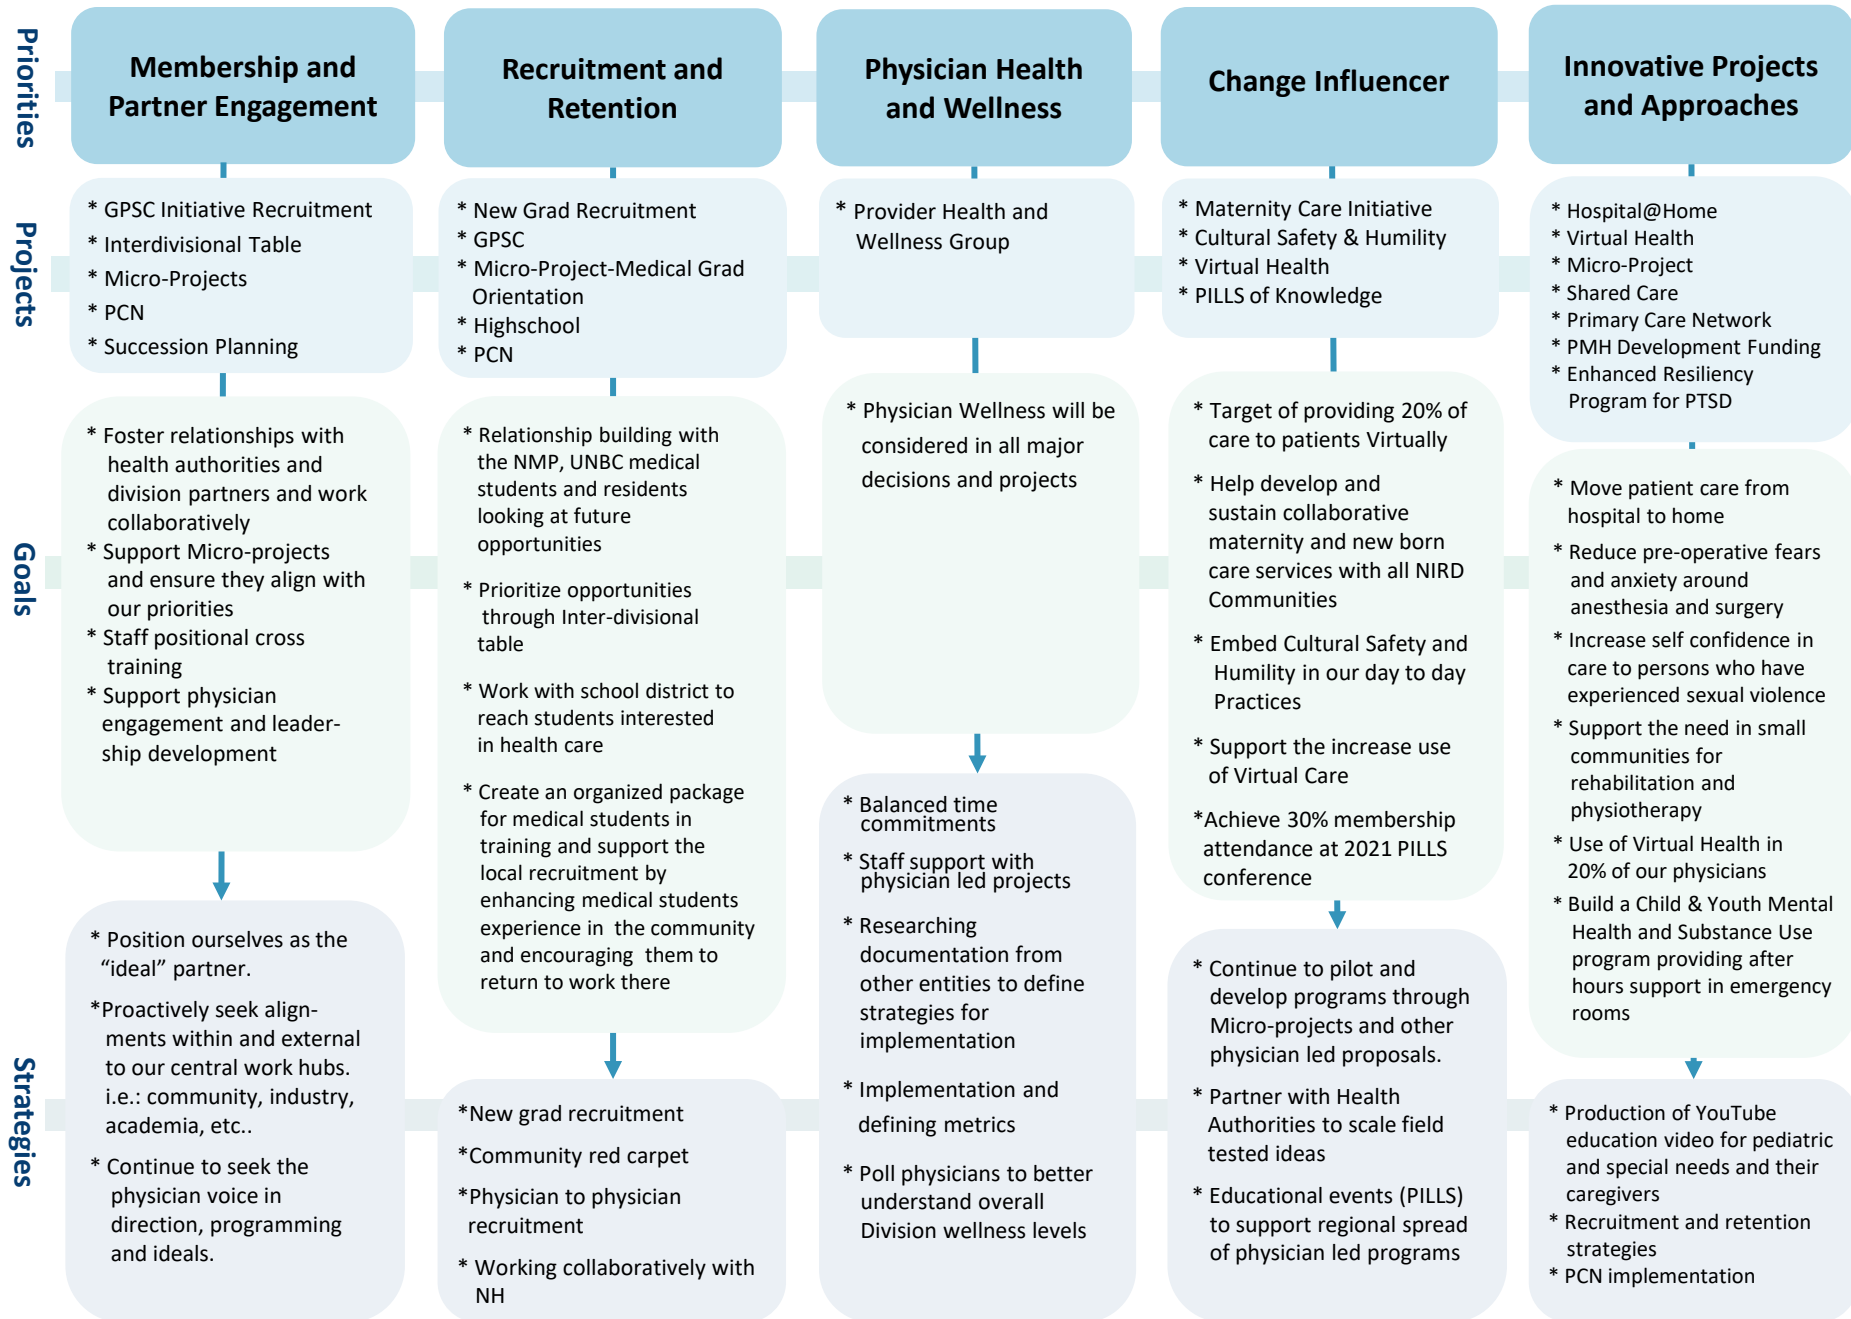 Priorities
Membership and
Partner Engagement
Recruitment and
Retention
Physician Health
and Wellness
Change Influencer
Innovative Projects
and Approaches
Projects
* GPSC Initiative Recruitment
* Interdivisional Table
* Micro-Projects
* PCN
* Succession Planning
* New Grad Recruitment
* GPSC
* Micro-Project-Medical Grad
Orientation
* Highschool
* PCN
* Provider Health and
Wellness Group
* Maternity Care Initiative
* Cultural Safety & Humility
* Virtual Health
* PILLS of Knowledge
* Hospital@Home
* Virtual Health
* Micro-Project
* Shared Care
* Primary Care Network
* PMH Development Funding
* Enhanced Resiliency
Program for PTSD
Goals
* Foster relationships with
health authorities and
division partners and work
collaboratively
* Support Micro-projects
and ensure they align with
our priorities
* Staff positional cross
training
* Support physician
engagement and leader-
ship development
* Relationship building with
the NMP, UNBC medical
students and residents
looking at future
opportunities
* Prioritize opportunities
through Inter-divisional
table
* Work with school district to
reach students interested
in health care
* Create an organized package
for medical students in
training and support the
local recruitment by
enhancing medical students
experience in the community
and encouraging them to
return to work there
* Physician Wellness will be
considered in all major
decisions and projects
* Target of providing 20% of
care to patients Virtually
* Help develop and
sustain collaborative
maternity and new born
care services with all NIRD
Communities
* Embed Cultural Safety and
Humility in our day to day
Practices
* Support the increase use
of Virtual Care
*Achieve 30% membership
attendance at 2021 PILLS
conference
* Move patient care from
hospital to home
* Reduce pre-operative fears
and anxiety around
anesthesia and surgery
* Increase self confidence in
care to persons who have
experienced sexual violence
* Support the need in small
communities for
rehabilitation and
physiotherapy
* Use of Virtual Health in
20% of our physicians
* Build a Child & Youth Mental
Health and Substance Use
program providing after
hours support in emergency
rooms
Strategies
* Position ourselves as the
“ideal” partner.
*Proactively seek align-
ments within and external
to our central work hubs.
i.e.: community, industry,
academia, etc..
* Continue to seek the
physician voice in
direction, programming
and ideals.
*New grad recruitment
*Community red carpet
*Physician to physician
recruitment
* Working collaboratively with
NH
* Balanced time
commitments
* Staff support with
physician led projects
* Researching
documentation from
other entities to define
strategies for
implementation
* Implementation and
defining metrics
* Poll physicians to better
understand overall
Division wellness levels
* Continue to pilot and
develop programs through
Micro-projects and other
physician led proposals.
* Partner with Health
Authorities to scale field
tested ideas
* Educational events (PILLS)
to support regional spread
of physician led programs
* Production of YouTube
education video for pediatric
and special needs and their
caregivers
* Recruitment and retention
strategies
* PCN implementation